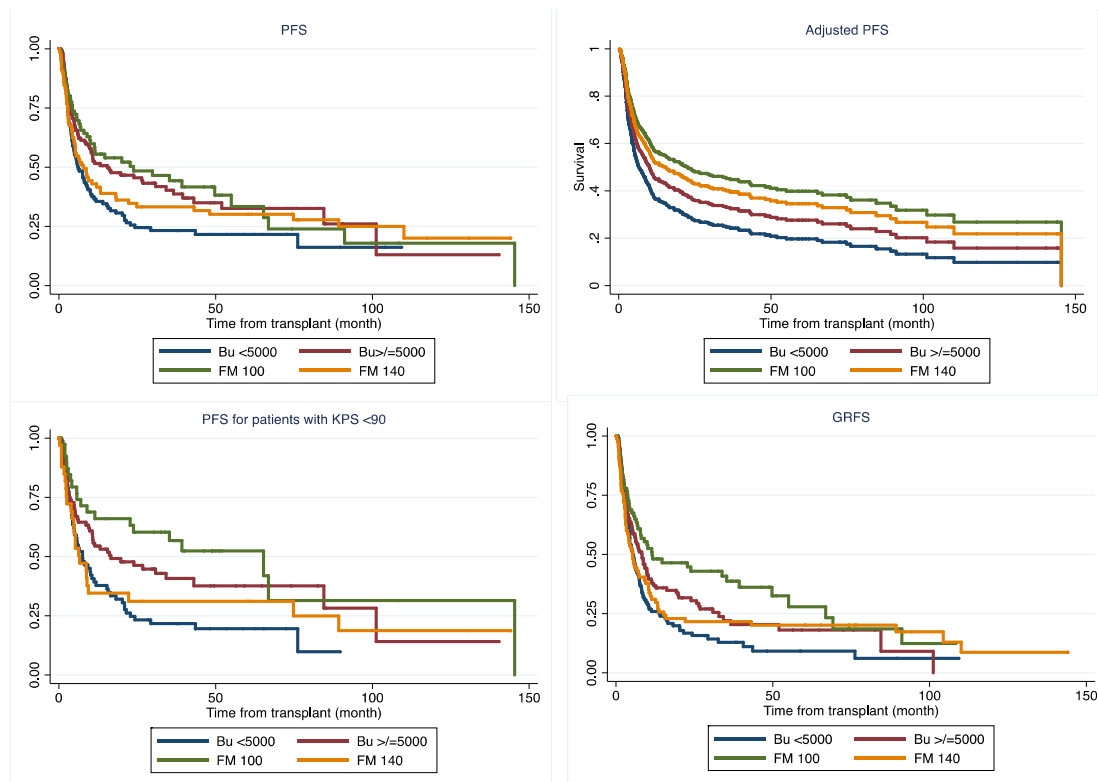 PFS
1.00
0.75
0.50
0.25
0.00
0 50 100 150
Time from transplant (month)
Bu <5000 Bu>/=5000
FM 100 FM 140
Adjusted PFS
Survival
1
.8
.6
.4
.2
0
0 50 100 150
Time from transplant (month)
Bu <5000 Bu >/=5000
FM 100 FM 140
PFS for patients with KPS <90
1.00
0.75
0.50
0.25
0.00
0 50 100 150
Time from transplant (month)
Bu <5000 Bu >/=5000
FM 100 FM 140
GRFS
1.00
0.75
0.50
0.25
0.00
0 50 100 150
Time from transplant (month)
Bu <5000 Bu >/=5000
FM 100 FM 140